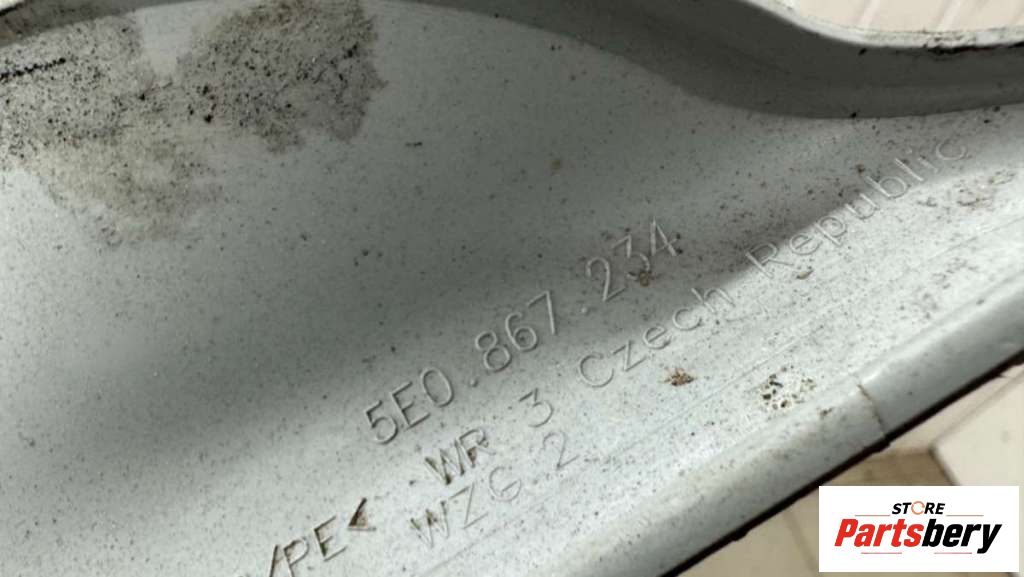 5E0.867.234
WR 3 Czech Republic
WZG 2
/PE<
STORE
Partsbery